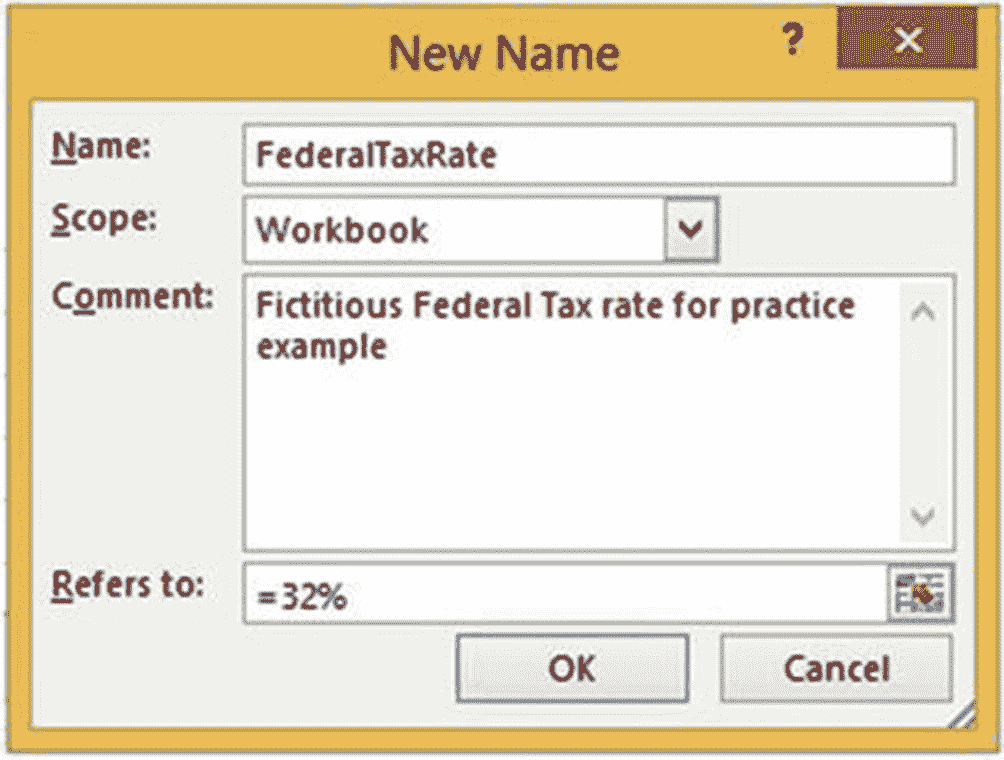 New Name
?
Name: FederalTaxRate
Scope: Workbook
Comment: Fictitious Federal Tax rate for practice
example
Refers to: =32%
OK Cancel